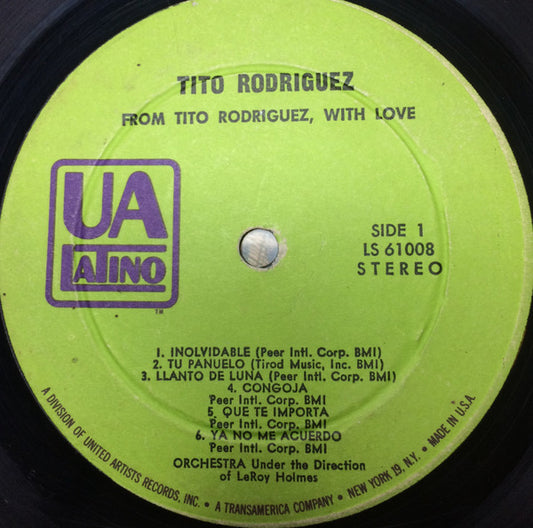 TITO RODRIGUEZ
FROM TITO RODRIGUEZ, WITH LOVE
UA
LATINO
TM
SIDE 1
LS 61008
STEREO
1. INOLVIDABLE (Peer Intl. Corp. BMI)
2. TU PANUELO (Tirod Music, Inc. BMI)
3. LLANTO DE LUNA (Peer Intl. Corp. BMI)
4. CONGOJA
Peer Intl. Corp. BMI
5. QUE TE IMPORTA
Peer Intl. Corp. BMI
6. YA NO ME ACUERDO
Peer Intl. Corp. BMI
ORCHESTRA Under the Direction
of LeRoy Holmes
A DIVISION OF UNITED ARTISTS RECORDS, INC. • A TRANSAMERICA COMPANY • NEW YORK 19, N.Y. • MADE IN U.S.A.